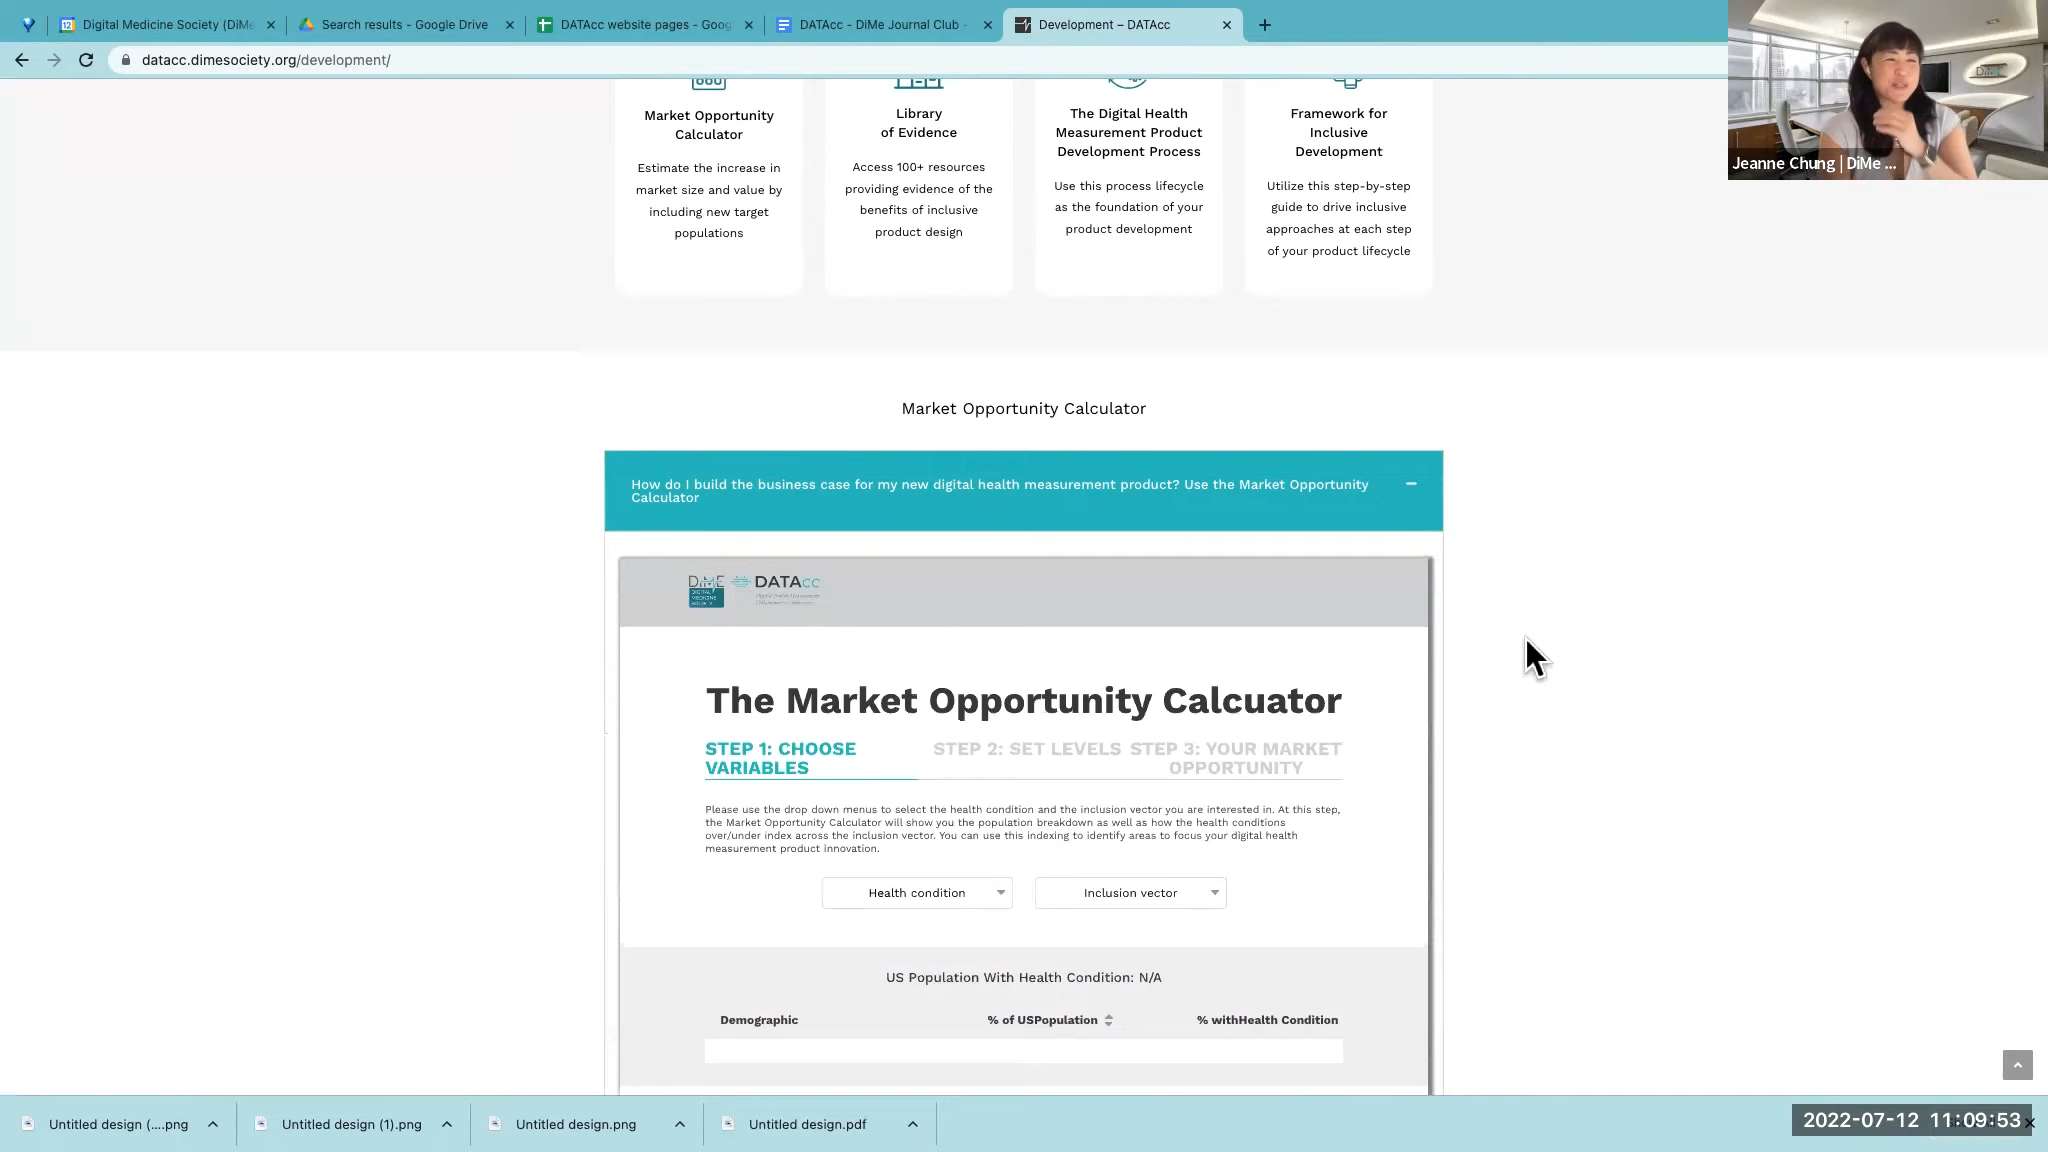 Digital Medicine Society (DiMe
Search results - Google Drive
DATAcc website pages - Goog
DATAcc - DiMe Journal Club -
Development – DATAcc
datacc.dimesociety.org/development/
Jeanne Chung | DiMe ...
Market Opportunity
Calculator
Estimate the increase in
market size and value by
including new target
populations
Library
of Evidence
Access 100+ resources
providing evidence of the
benefits of inclusive
product design
The Digital Health
Measurement Product
Development Process
Use this process lifecycle
as the foundation of your
product development
Framework for
Inclusive
Development
Utilize this step-by-step
guide to drive inclusive
approaches at each step
of your product lifecycle
Market Opportunity Calculator
How do I build the business case for my new digital health measurement product? Use the Market Opportunity
Calculator
DiME
DIGITAL
MEDICINE
SOCIETY
DATAcc
The Market Opportunity Calcuator
STEP 1: CHOOSE
VARIABLES
STEP 2: SET LEVELS
STEP 3: YOUR MARKET
OPPORTUNITY
Please use the drop down menus to select the health condition and the inclusion vector you are interested in. At this step,
the Market Opportunity Calculator will show you the population breakdown as well as how the health conditions
over/under index across the inclusion vector. You can use this indexing to identify areas to focus your digital health
measurement product innovation.
Health condition
Inclusion vector
US Population With Health Condition: N/A
Demographic
% of USPopulation
% withHealth Condition
Untitled design (....png
Untitled design (1).png
Untitled design.png
Untitled design.pdf
2022-07-12 11:09:53